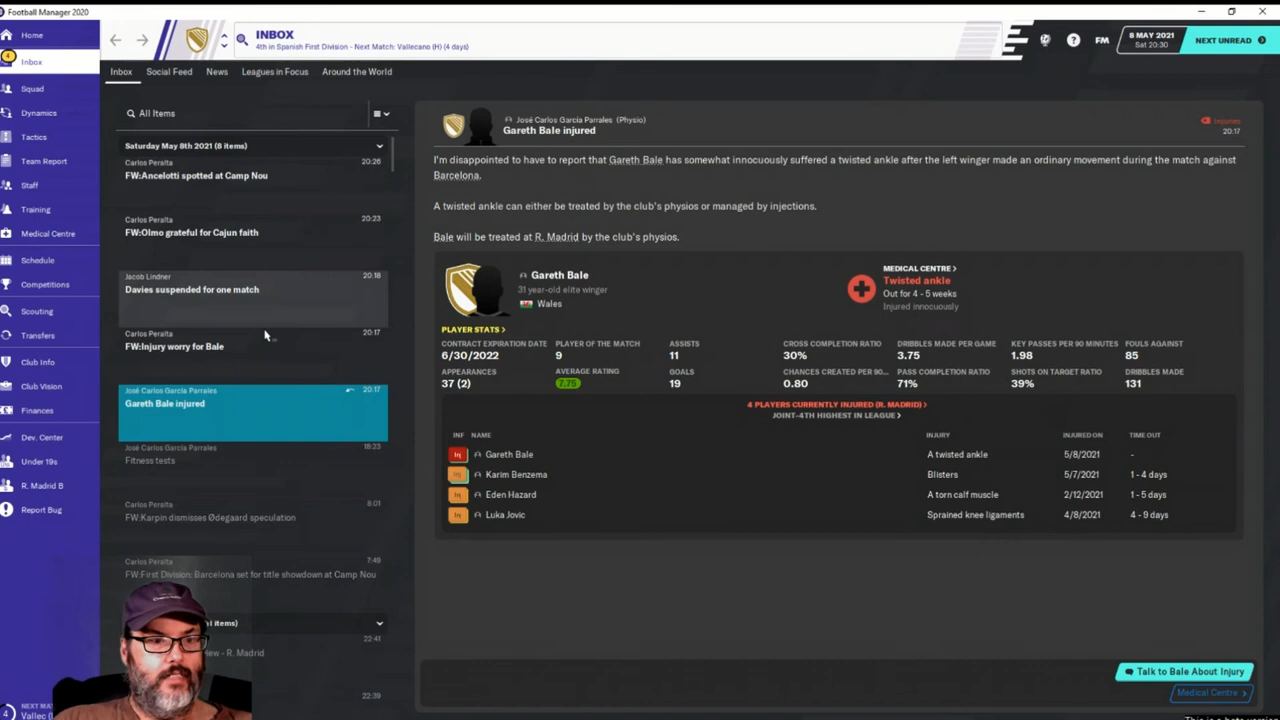 Football Manager 2020
Home
4
Inbox
Squad
Dynamics
Tactics
Team Report
Staff
Training
Medical Centre
Schedule
Competitions
Scouting
Transfers
Club Info
Club Vision
Finances
Dev. Center
Under 19s
R. Madrid B
Report Bug
4
NEXT MA
Vallec (
INBOX
4th in Spanish First Division - Next Match: Vallecano (H) (4 days)
FM
8 MAY 2021
Sat 20:30
NEXT UNREAD
Inbox
Social Feed
News
Leagues in Focus
Around the World
All Items
Saturday May 8th 2021 (8 items)
Carlos Peralta 20:26
FW:Ancelotti spotted at Camp Nou
Carlos Peralta 20:23
FW:Olmo grateful for Cajun faith
Jacob Lindner 20:18
Davies suspended for one match
Carlos Peralta 20:17
FW:Injury worry for Bale
José Carlos García Parrales 20:17
Gareth Bale injured
José Carlos García Parrales 18:23
Fitness tests
Carlos Peralta 8:01
FW:Karpin dismisses Ødegaard speculation
Carlos Peralta 7:49
FW:First Division: Barcelona set for title showdown at Camp Nou
items)
22:41
- R. Madrid
22:39
José Carlos García Parrales (Physio)
Gareth Bale injured
Injuries
20:17
I'm disappointed to have to report that Gareth Bale has somewhat innocuously suffered a twisted ankle after the left winger made an ordinary movement during the match against
Barcelona.
A twisted ankle can either be treated by the club's physios or managed by injections.
Bale will be treated at R. Madrid by the club's physios.
Gareth Bale
31 year-old elite winger
Wales
MEDICAL CENTRE >
Twisted ankle
Out for 4 - 5 weeks
Injured innocuously
PLAYER STATS >
CONTRACT EXPIRATION DATE PLAYER OF THE MATCH ASSISTS CROSS COMPLETION RATIO DRIBBLES MADE PER GAME KEY PASSES PER 90 MINUTES FOULS AGAINST
6/30/2022 9 11 30% 3.75 1.98 85
APPEARANCES AVERAGE RATING GOALS CHANCES CREATED PER 90... PASS COMPLETION RATIO SHOTS ON TARGET RATIO DRIBBLES MADE
37 (2) 7.75 19 0.80 71% 39% 131
4 PLAYERS CURRENTLY INJURED (R. MADRID) >
JOINT-4TH HIGHEST IN LEAGUE >
INF NAME INJURY INJURED ON TIME OUT
Inj Gareth Bale A twisted ankle 5/8/2021 -
Inj Karim Benzema Blisters 5/7/2021 1 - 4 days
Inj Eden Hazard A torn calf muscle 2/12/2021 1 - 5 days
Inj Luka Jovic Sprained knee ligaments 4/8/2021 4 - 9 days
Talk to Bale About Injury
Medical Centre >